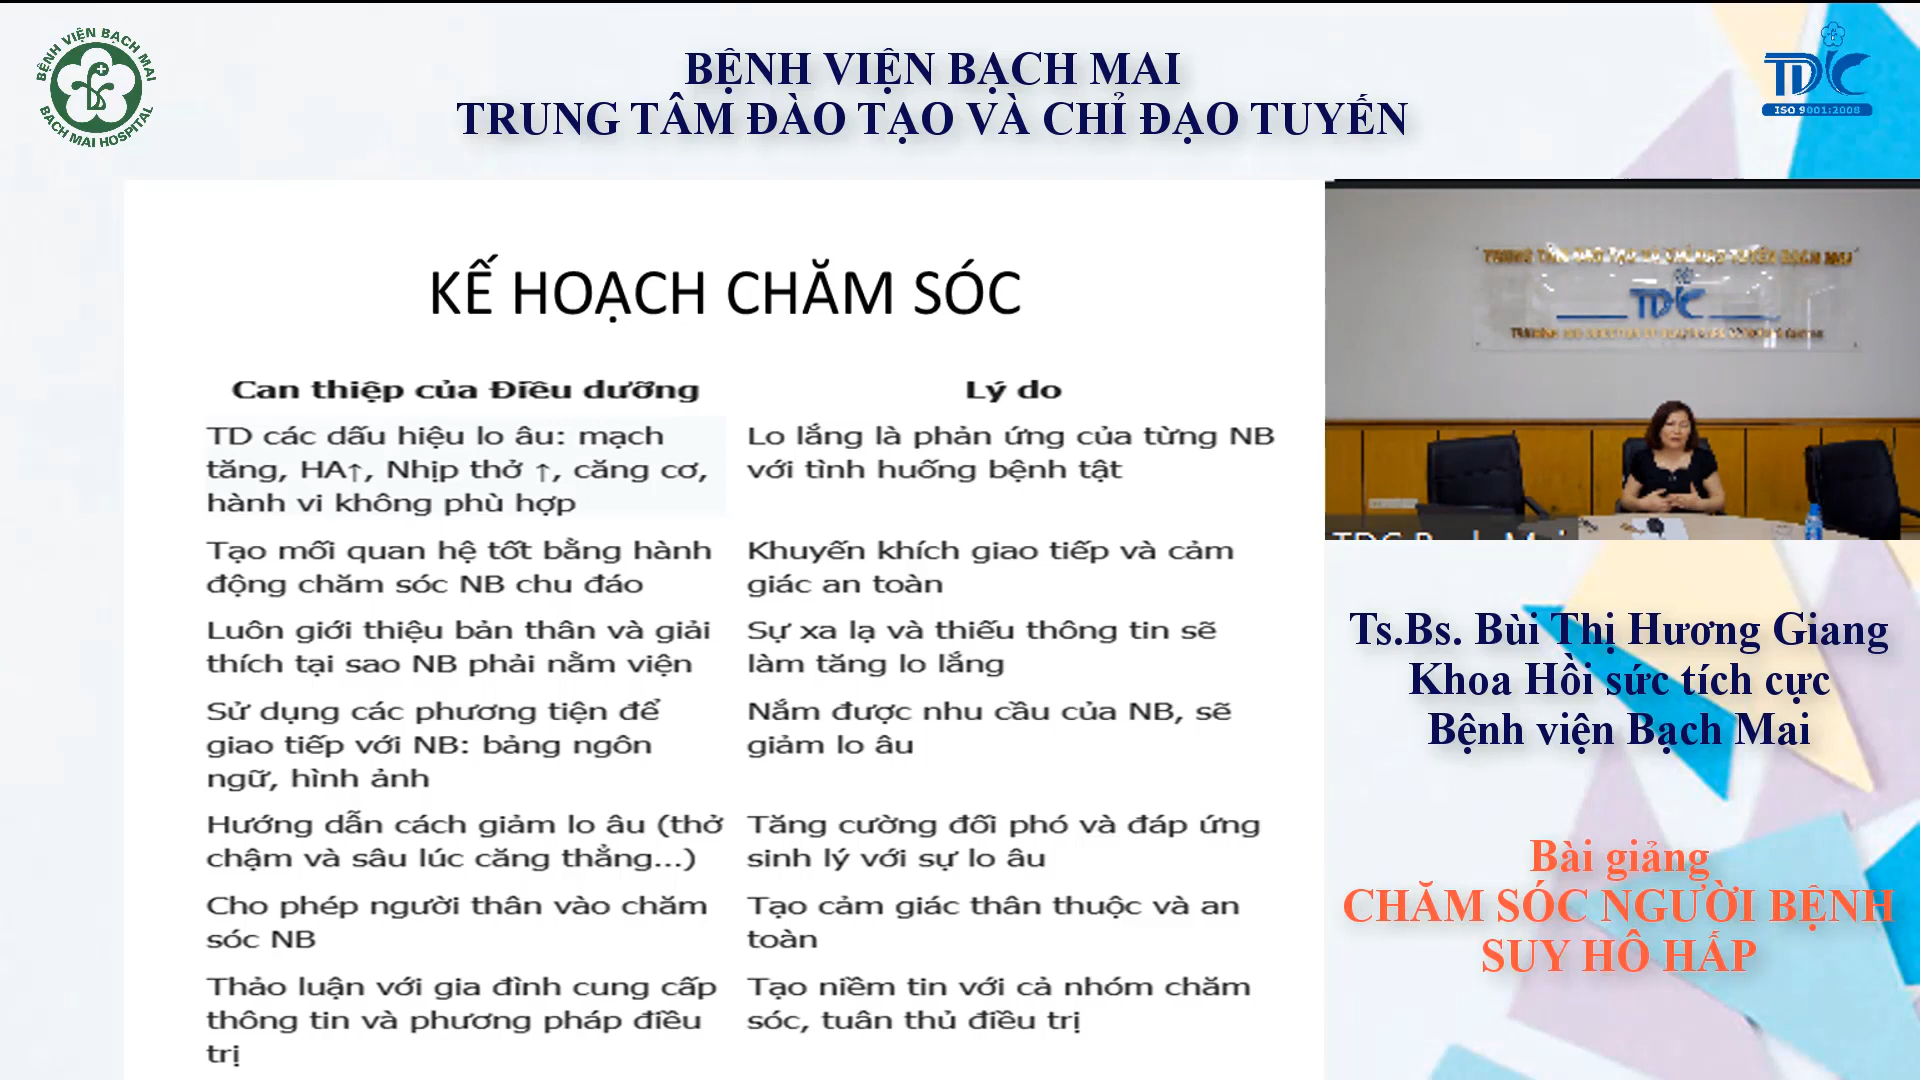 BỆNH VIỆN BẠCH MAI
BACH MAI HOSPITAL
BỆNH VIỆN BẠCH MAI
TRUNG TÂM ĐÀO TẠO VÀ CHỈ ĐẠO TUYẾN
TDC
ISO 9001:2008
KẾ HOẠCH CHĂM SÓC
Can thiệp của Điều dưỡng
Lý do
TD các dấu hiệu lo âu: mạch
tăng, HA↑, Nhịp thở ↑, căng cơ,
hành vi không phù hợp
Lo lắng là phản ứng của từng NB
với tình huống bệnh tật
Tạo mối quan hệ tốt bằng hành
động chăm sóc NB chu đáo
Khuyến khích giao tiếp và cảm
giác an toàn
Luôn giới thiệu bản thân và giải
thích tại sao NB phải nằm viện
Sự xa lạ và thiếu thông tin sẽ
làm tăng lo lắng
Sử dụng các phương tiện để
giao tiếp với NB: bảng ngôn
ngữ, hình ảnh
Nắm được nhu cầu của NB, sẽ
giảm lo âu
Hướng dẫn cách giảm lo âu (thở
chậm và sâu lúc căng thẳng...)
Tăng cường đối phó và đáp ứng
sinh lý với sự lo âu
Cho phép người thân vào chăm
sóc NB
Tạo cảm giác thân thuộc và an
toàn
Thảo luận với gia đình cung cấp
thông tin và phương pháp điều
trị
Tạo niềm tin với cả nhóm chăm
sóc, tuân thủ điều trị
TRUNG TÂM ĐÀO TẠO VÀ CHỈ ĐẠO TUYẾN BẠCH MAI
TDC
Ts.Bs. Bùi Thị Hương Giang
Khoa Hồi sức tích cực
Bệnh viện Bạch Mai
Bài giảng
CHĂM SÓC NGƯỜI BỆNH
SUY HÔ HẤP